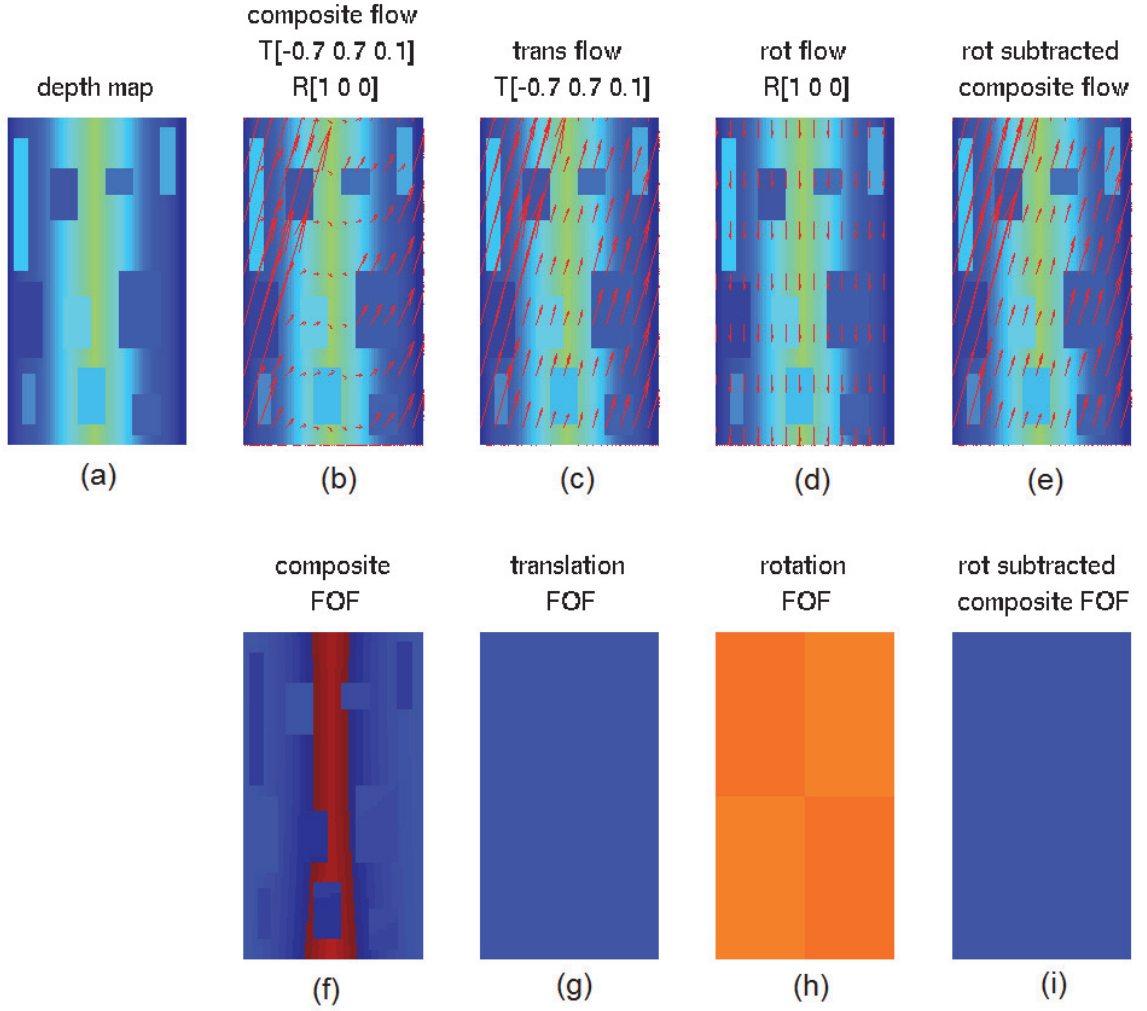 depth map
composite flow
T[-0.7 0.7 0.1]
R[1 0 0]
trans flow
T[-0.7 0.7 0.1]
rot flow
R[1 0 0]
rot subtracted
composite flow
(a)
(b)
(c)
(d)
(e)
composite
FOF
translation
FOF
rotation
FOF
rot subtracted
composite FOF
(f)
(g)
(h)
(i)